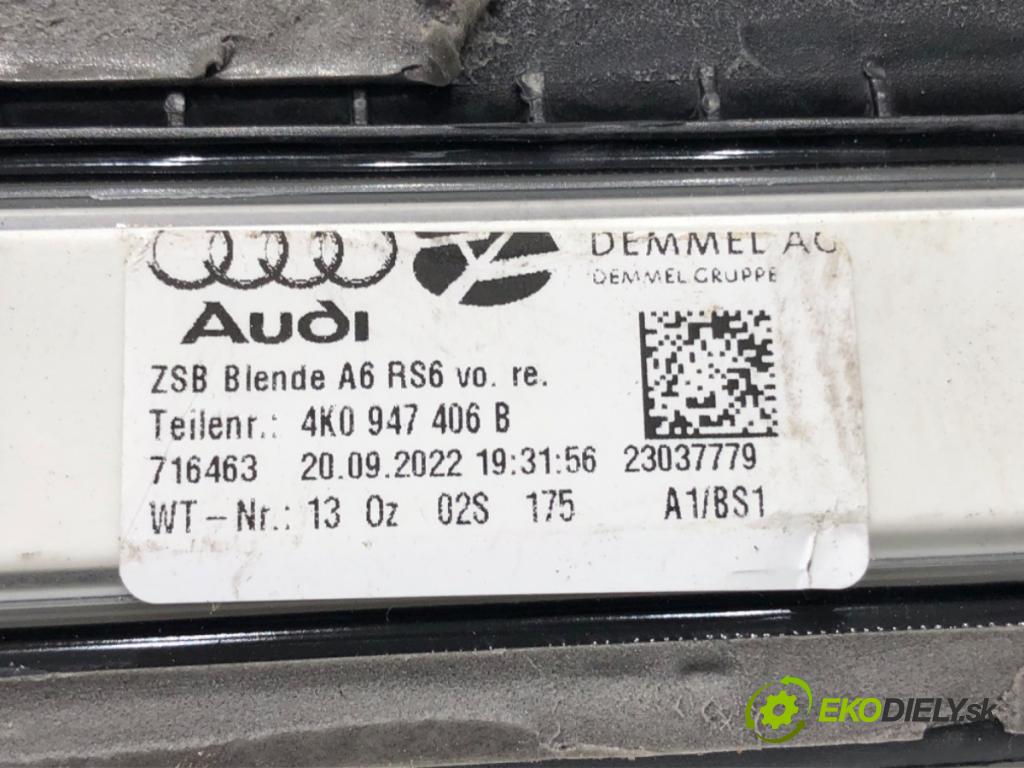 DEMMEL AG
DEMMEL GRUPPE
Audi
ZSB Blende A6 RS6 vo. re.
Teilenr.: 4K0 947 406 B
716463 20.09.2022 19:31:56 23037779
WT-Nr.: 13 Oz 02S 175 A1/BS1
EKODIELY.sk